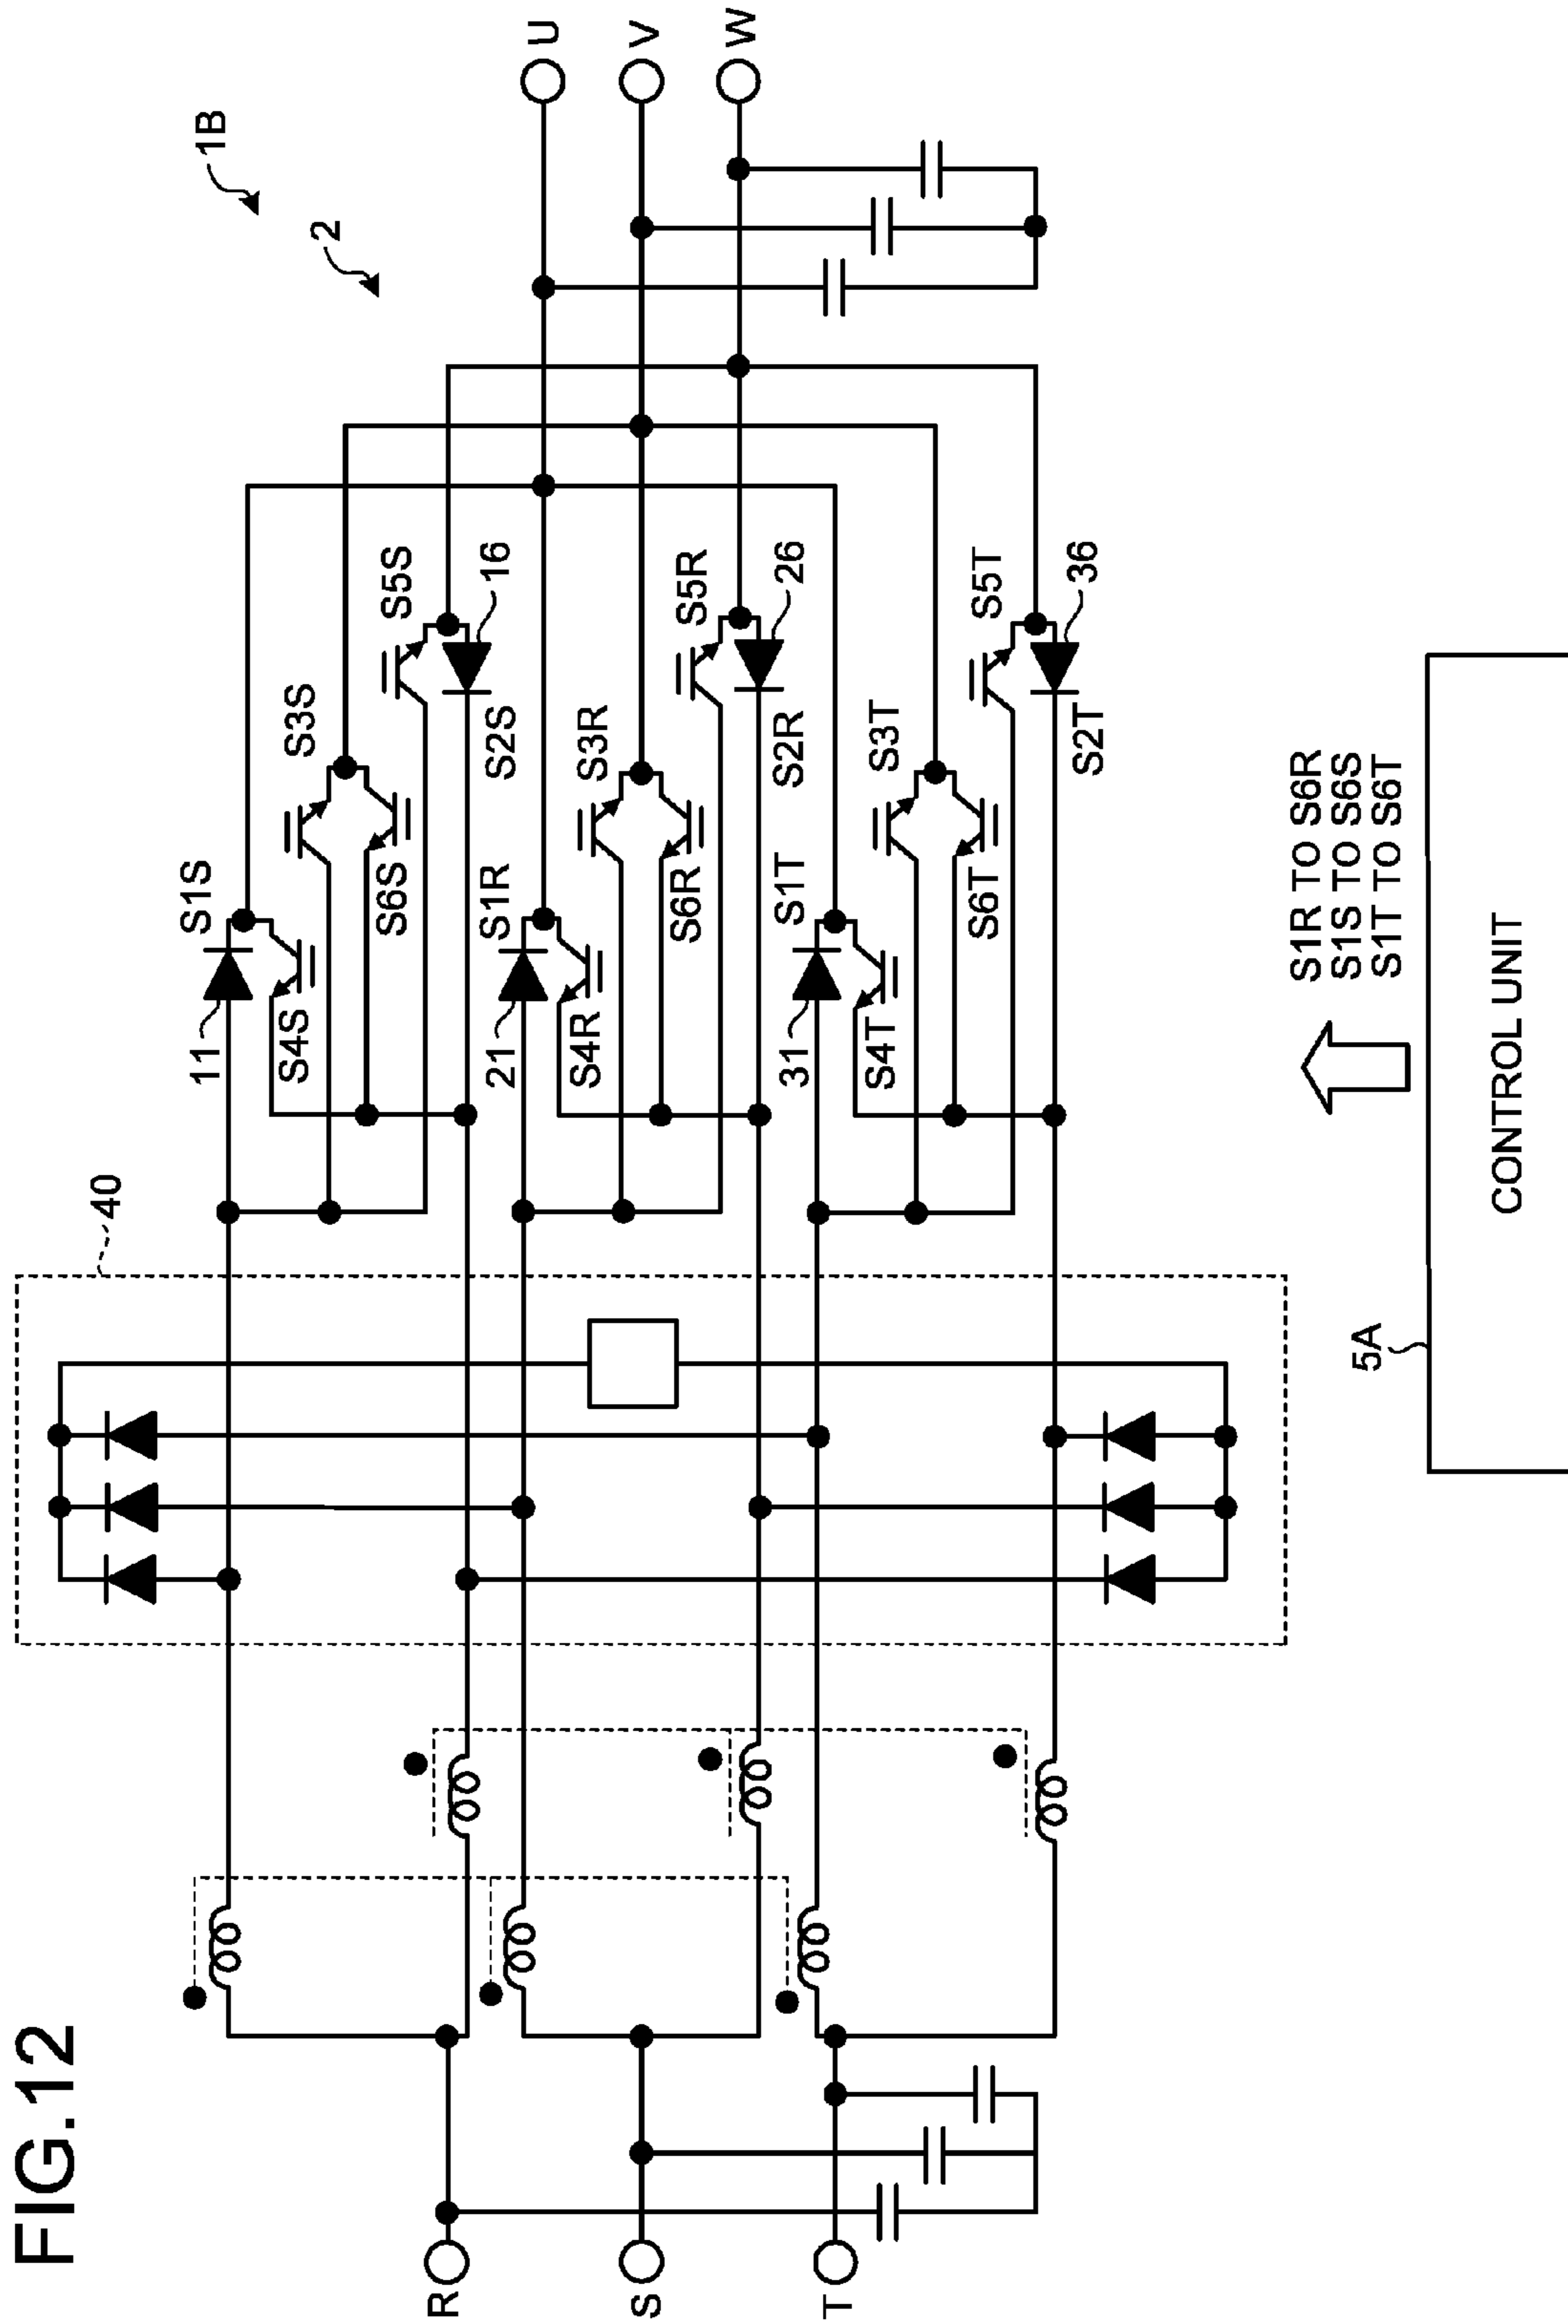 FIG.12
1B
2
40
R
S
T
U
V
W
11
S1S
S4S
S3S
S6S
S5S
16
S2S
21
S1R
S4R
S3R
S6R
S5R
26
S2R
31
S1T
S4T
S3T
S6T
S5T
36
S2T
S1R TO S6R
S1S TO S6S
S1T TO S6T
5A
CONTROL UNIT